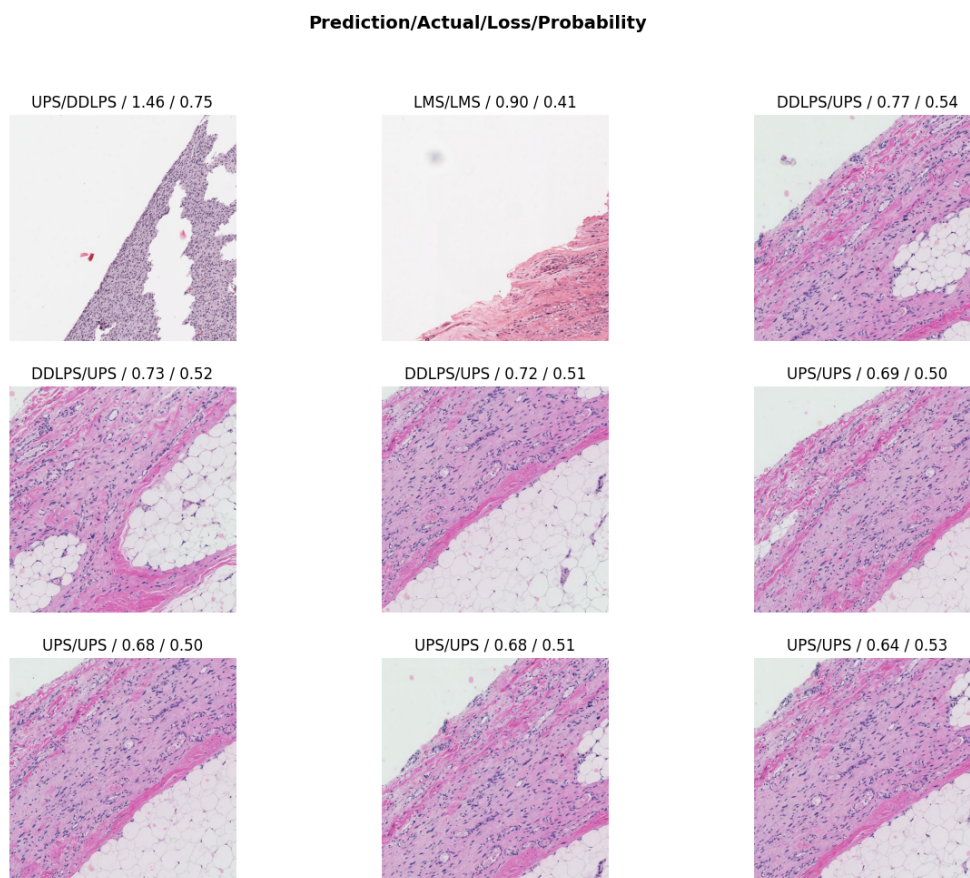 Prediction/Actual/Loss/Probability
UPS/DDLPS / 1.46 / 0.75
LMS/LMS / 0.90 / 0.41
DDLPS/UPS / 0.77 / 0.54
DDLPS/UPS / 0.73 / 0.52
DDLPS/UPS / 0.72 / 0.51
UPS/UPS / 0.69 / 0.50
UPS/UPS / 0.68 / 0.50
UPS/UPS / 0.68 / 0.51
UPS/UPS / 0.64 / 0.53